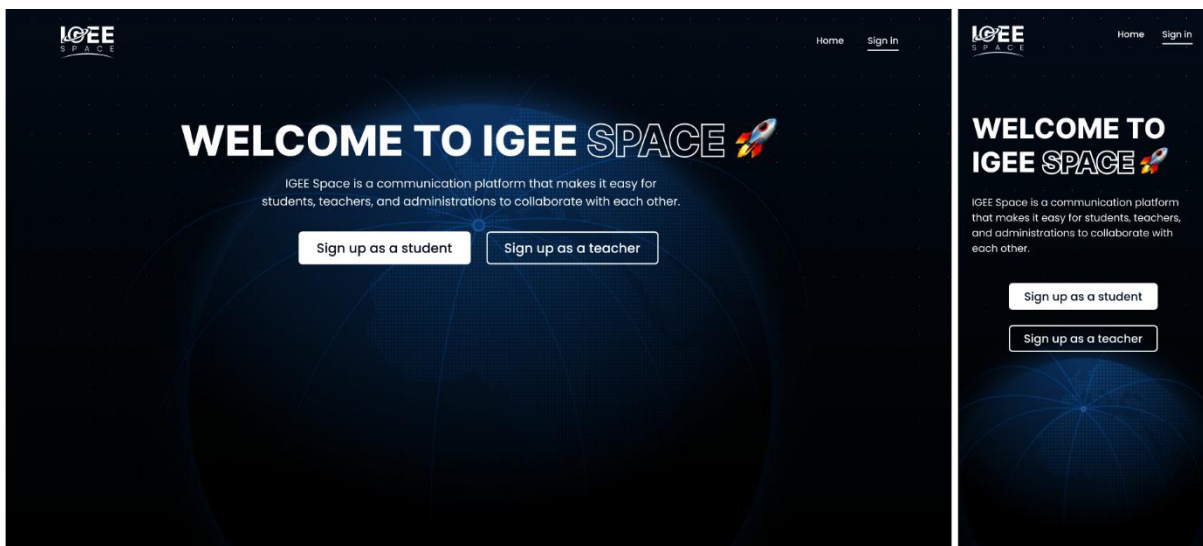 IGEE
SPACE
Home Sign in
WELCOME TO IGEE SPACE 🚀
IGEE Space is a communication platform that makes it easy for
students, teachers, and administrations to collaborate with each other.
Sign up as a student Sign up as a teacher
IGEE
SPACE
Home Sign in
WELCOME TO
IGEE SPACE 🚀
IGEE Space is a communication platform
that makes it easy for students, teachers,
and administrations to collaborate with
each other.
Sign up as a student
Sign up as a teacher